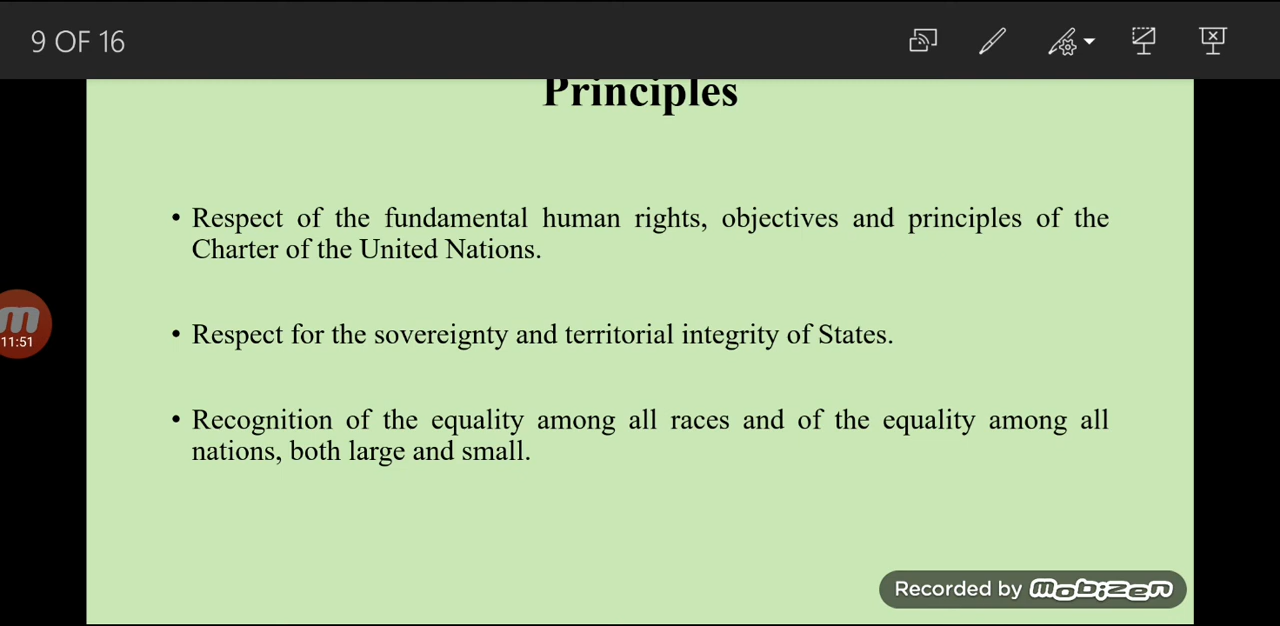 9 OF 16
Principles
• Respect of the fundamental human rights, objectives and principles of the
Charter of the United Nations.
• Respect for the sovereignty and territorial integrity of States.
• Recognition of the equality among all races and of the equality among all
nations, both large and small.
m
11:51
Recorded by mobizen